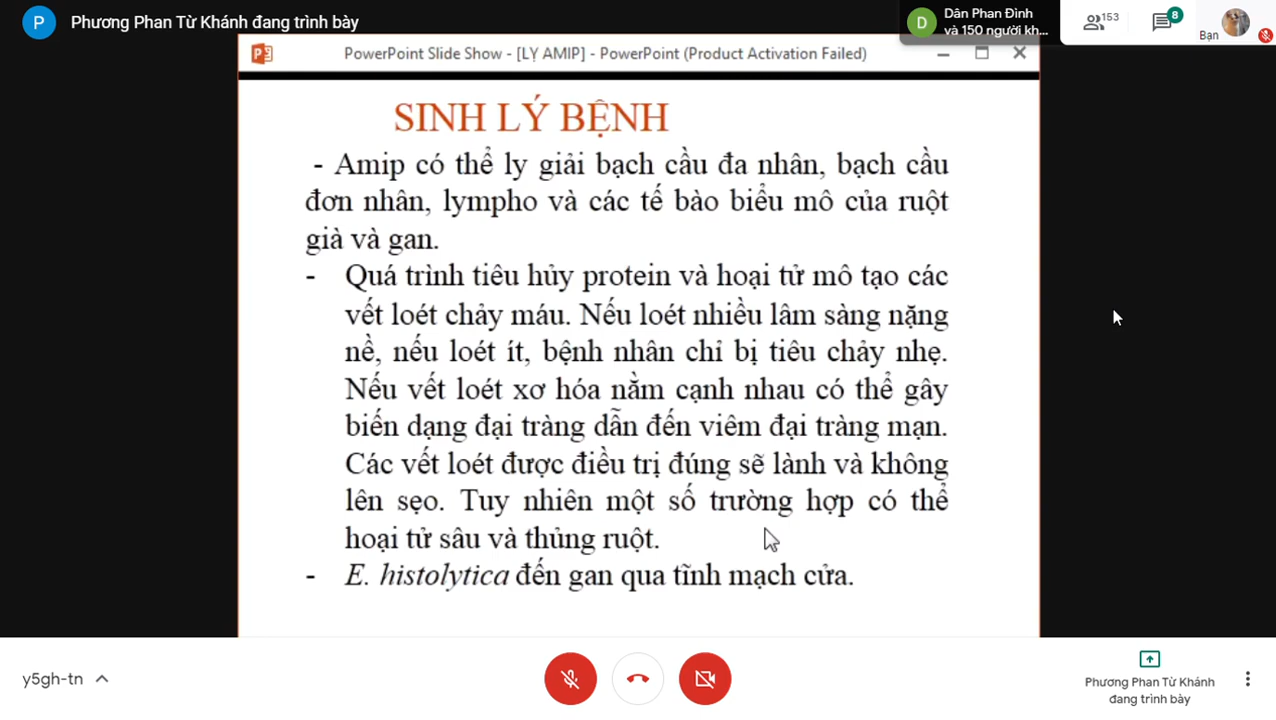 P Phương Phan Từ Khánh đang trình bày
D Dân Phan Đình
và 150 người kh...
153
8
Bạn
PowerPoint Slide Show - [LỴ AMIP] - PowerPoint (Product Activation Failed)
SINH LÝ BỆNH
- Amip có thể ly giải bạch cầu đa nhân, bạch cầu
đơn nhân, lympho và các tế bào biểu mô của ruột
già và gan.
- Quá trình tiêu hủy protein và hoại tử mô tạo các
vết loét chảy máu. Nếu loét nhiều lâm sàng nặng
nề, nếu loét ít, bệnh nhân chỉ bị tiêu chảy nhẹ.
Nếu vết loét xơ hóa nằm cạnh nhau có thể gây
biến dạng đại tràng dẫn đến viêm đại tràng mạn.
Các vết loét được điều trị đúng sẽ lành và không
lên sẹo. Tuy nhiên một số trường hợp có thể
hoại tử sâu và thủng ruột.
- E. histolytica đến gan qua tĩnh mạch cửa.
y5gh-tn
Phương Phan Từ Khánh
đang trình bày